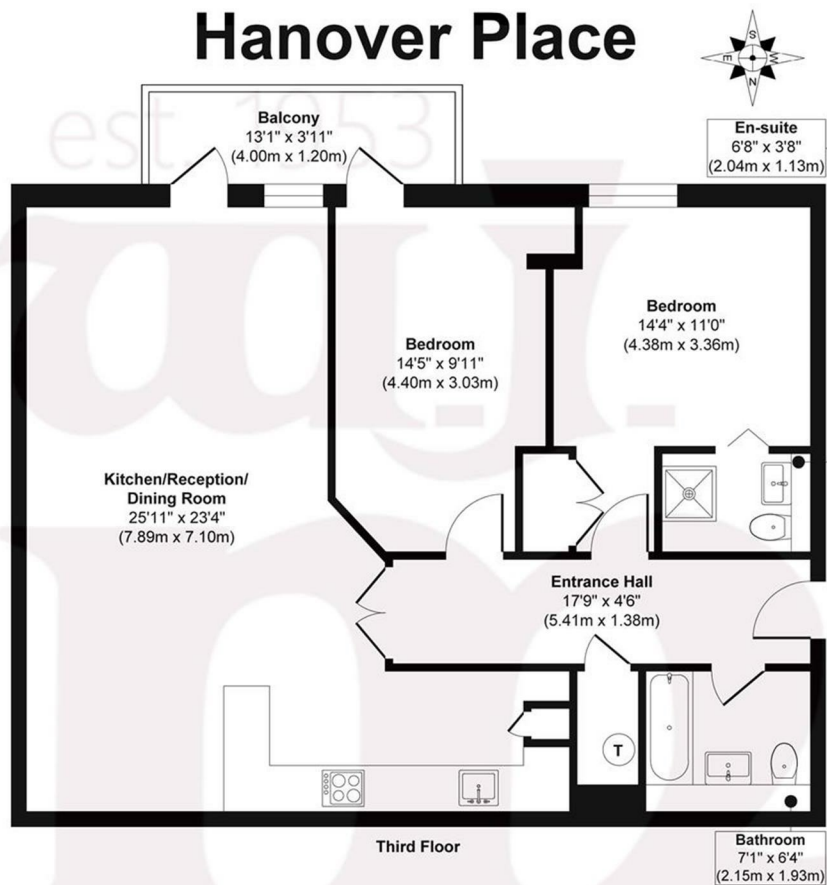 Hanover Place
S
E
W
N
est. 1953
Balcony
13'1" x 3'11"
(4.00m x 1.20m)
En-suite
6'8" x 3'8"
(2.04m x 1.13m)
Bedroom
14'4" x 11'0"
(4.38m x 3.36m)
Bedroom
14'5" x 9'11"
(4.40m x 3.03m)
Kitchen/Reception/
Dining Room
25'11" x 23'4"
(7.89m x 7.10m)
Entrance Hall
17'9" x 4'6"
(5.41m x 1.38m)
T
Third Floor
Bathroom
7'1" x 6'4"
(2.15m x 1.93m)